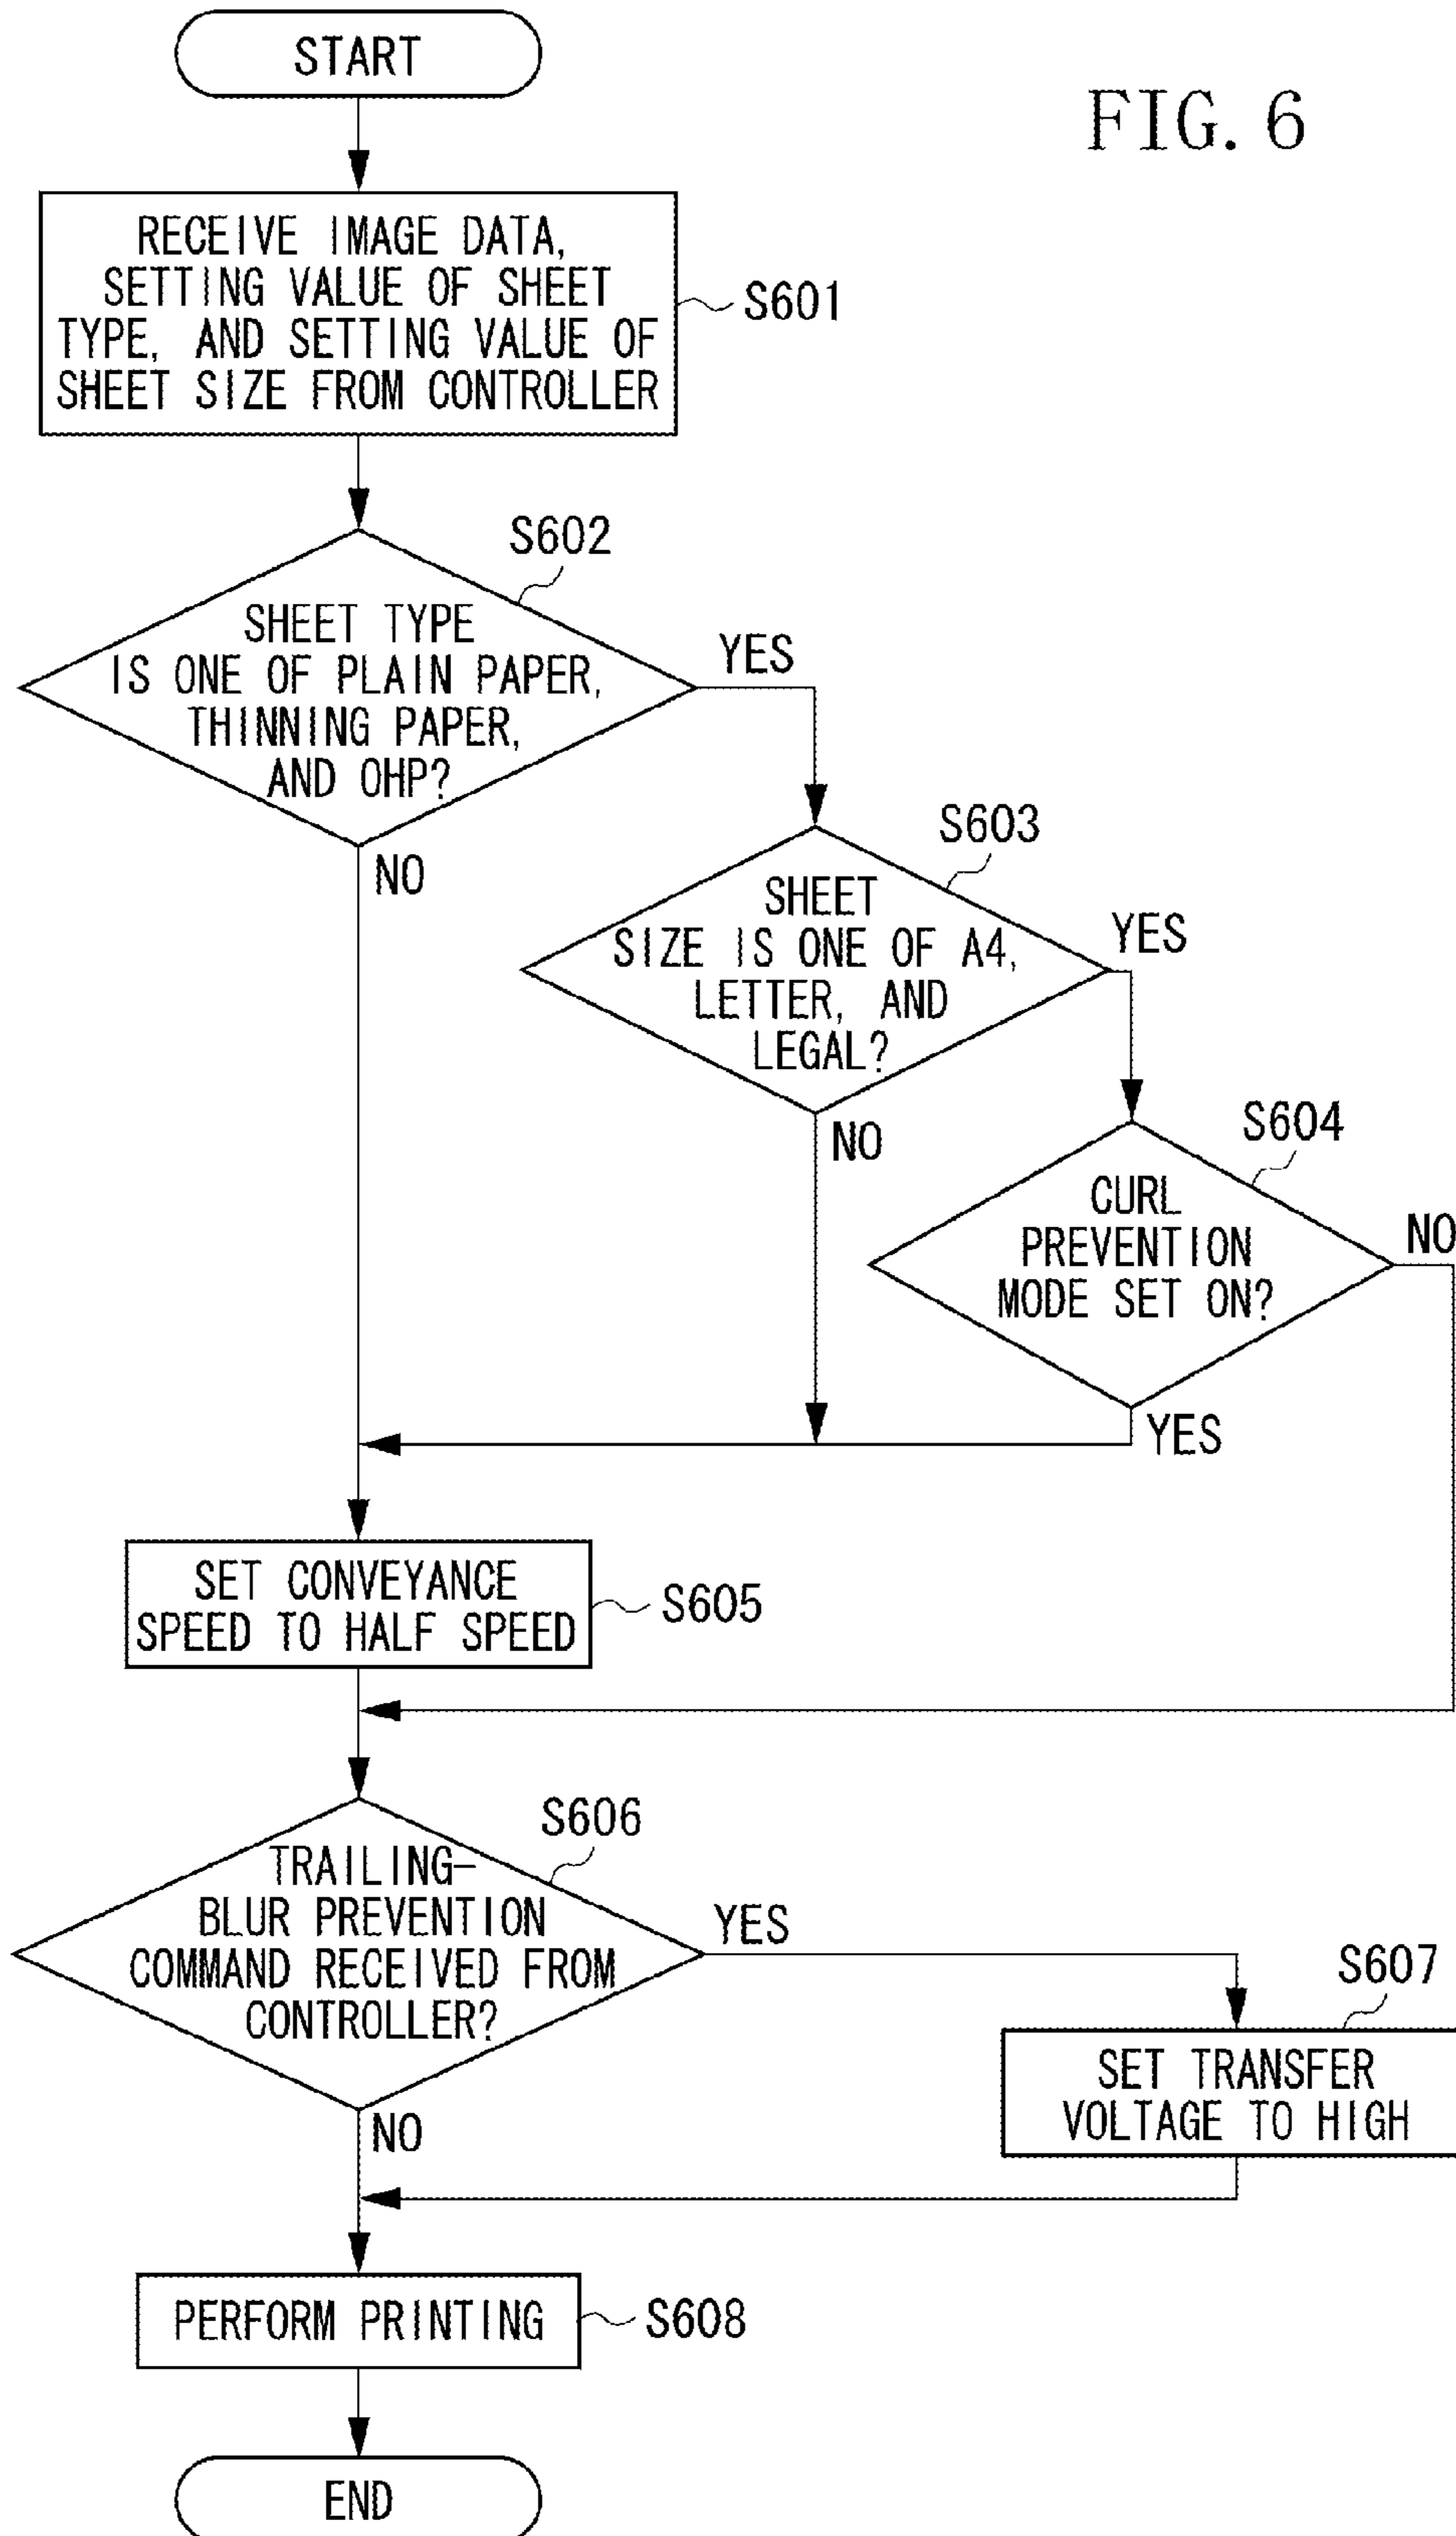 START
FIG. 6
RECEIVE IMAGE DATA,
SETTING VALUE OF SHEET
TYPE, AND SETTING VALUE OF
SHEET SIZE FROM CONTROLLER
S601
S602
SHEET TYPE
IS ONE OF PLAIN PAPER,
THINNING PAPER,
AND OHP?
YES
NO
S603
SHEET
SIZE IS ONE OF A4,
LETTER, AND
LEGAL?
YES
NO
S604
CURL
PREVENTION
MODE SET ON?
NO
YES
SET CONVEYANCE
SPEED TO HALF SPEED
S605
S606
TRAILING-
BLUR PREVENTION
COMMAND RECEIVED FROM
CONTROLLER?
YES
NO
S607
SET TRANSFER
VOLTAGE TO HIGH
PERFORM PRINTING
S608
END